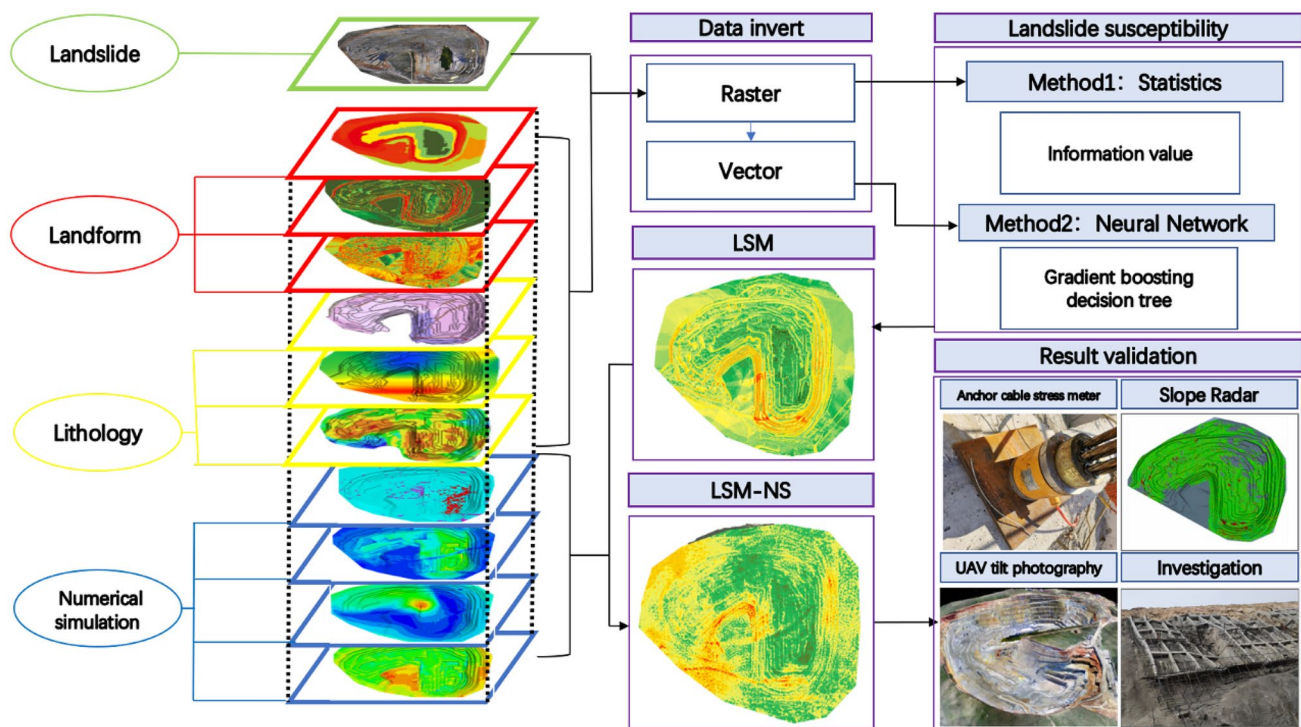 Landslide
Landform
Lithology
Numerical
simulation
Data invert
Raster
Vector
LSM
LSM-NS
Landslide susceptibility
Method1：Statistics
Information value
Method2：Neural Network
Gradient boosting
decision tree
Result validation
Anchor cable stress meter
Slope Radar
UAV tilt photography
Investigation